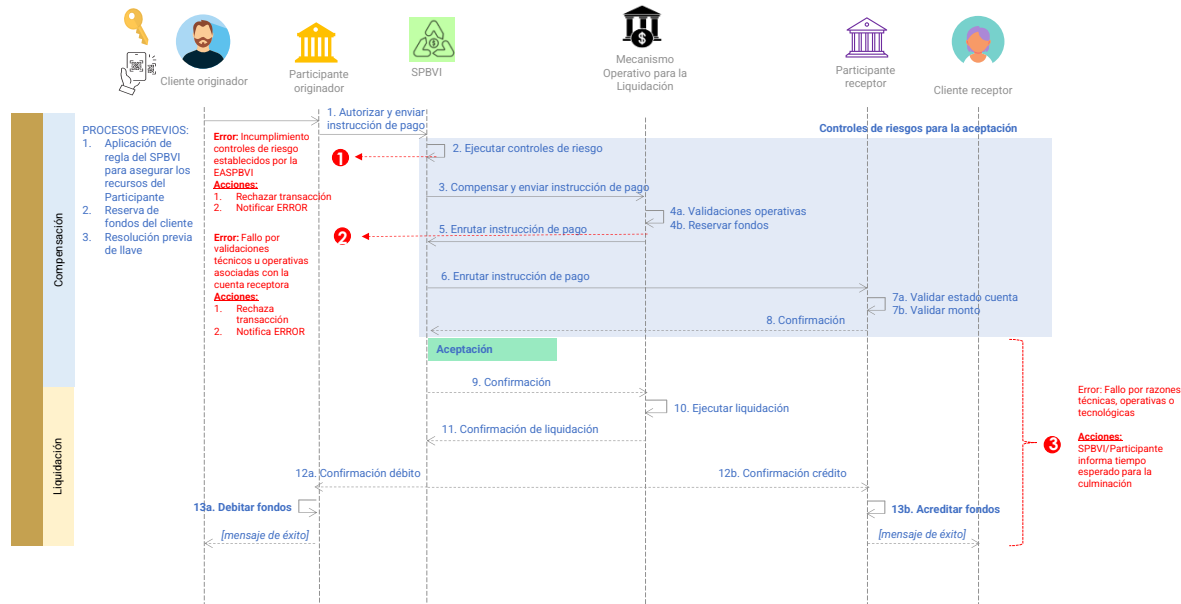 Cliente originador
Participante
originador
SPBVI
Mecanismo
Operativo para la
Liquidación
Participante
receptor
Cliente receptor
PROCESOS PREVIOS:
1. Aplicación de
regla del SPBVI
para asegurar los
recursos del
Participante
2. Reserva de
fondos del cliente
3. Resolución previa
de llave
Compensación
Liquidación
Error: Incumplimiento
controles de riesgo
establecidos por la
EASPBVI
Acciones:
1. Rechazar transacción
2. Notificar ERROR
Error: Fallo por
validaciones
técnicos u operativas
asociadas con la
cuenta receptora
Acciones:
1. Rechaza
transacción
2. Notifica ERROR
1. Autorizar y enviar
instrucción de pago
Controles de riesgos para la aceptación
1
2. Ejecutar controles de riesgo
3. Compensar y enviar instrucción de pago
4a. Validaciones operativas
4b. Reservar fondos
2
5. Enrutar instrucción de pago
6. Enrutar instrucción de pago
7a. Validar estado cuenta
7b. Validar monto
8. Confirmación
Aceptación
9. Confirmación
10. Ejecutar liquidación
11. Confirmación de liquidación
12a. Confirmación débito
12b. Confirmación crédito
13a. Debitar fondos
13b. Acreditar fondos
[mensaje de éxito]
[mensaje de éxito]
3
Error: Fallo por razones
técnicas, operativas o
tecnológicas
Acciones:
SPBVI/Participante
informa tiempo
esperado para la
culminación